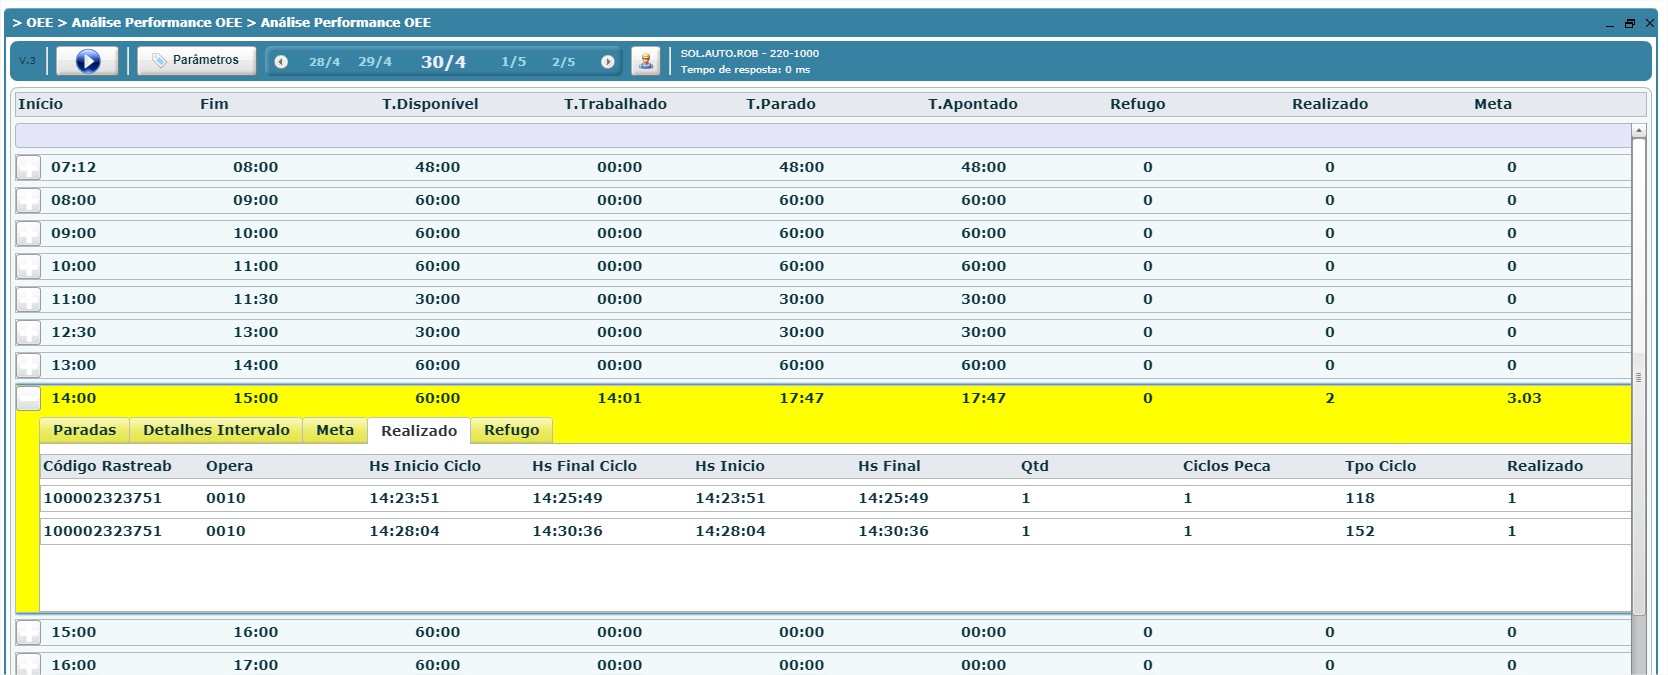 > OEE > Análise Performance OEE > Análise Performance OEE
V.3 Parâmetros 28/4 29/4 30/4 1/5 2/5 SOL.AUTO.ROB - 220-1000
Tempo de resposta: 0 ms
Início Fim T.Disponível T.Trabalhado T.Parado T.Apontado Refugo Realizado Meta
07:12 08:00 48:00 00:00 48:00 48:00 0 0 0
08:00 09:00 60:00 00:00 60:00 60:00 0 0 0
09:00 10:00 60:00 00:00 60:00 60:00 0 0 0
10:00 11:00 60:00 00:00 60:00 60:00 0 0 0
11:00 11:30 30:00 00:00 30:00 30:00 0 0 0
12:30 13:00 30:00 00:00 30:00 30:00 0 0 0
13:00 14:00 60:00 00:00 60:00 60:00 0 0 0
14:00 15:00 60:00 14:01 17:47 17:47 0 2 3.03
Paradas Detalhes Intervalo Meta Realizado Refugo
Código Rastreab Opera Hs Inicio Ciclo Hs Final Ciclo Hs Inicio Hs Final Qtd Ciclos Peca Tpo Ciclo Realizado
100002323751 0010 14:23:51 14:25:49 14:23:51 14:25:49 1 1 118 1
100002323751 0010 14:28:04 14:30:36 14:28:04 14:30:36 1 1 152 1
15:00 16:00 60:00 00:00 00:00 00:00 0 0 0
16:00 17:00 60:00 00:00 00:00 00:00 0 0 0